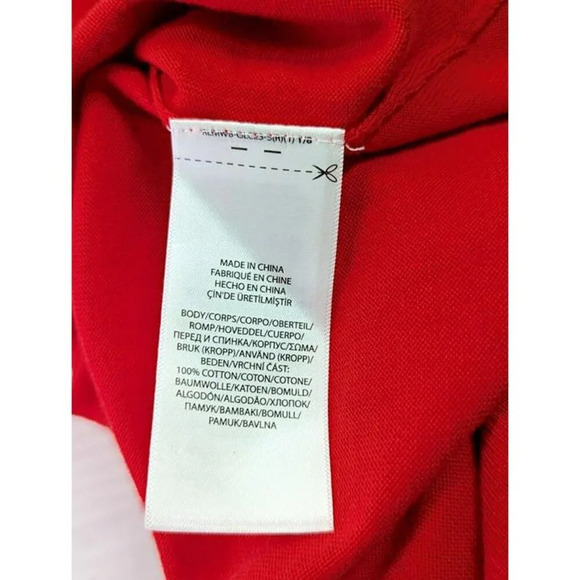 MADE IN CHINA
FABRIQUÉ EN CHINE
HECHO EN CHINA
ÇİN'DE ÜRETİLMİŞTİR
BODY/CORPS/CORPO/OBERTEIL/
ROMP/HOVEDDEL/CUERPO/
ПЕРЕД И СПИНКА/КОРПУС/ΣΩΜΑ/
BRUK (KROPP)/ANVÄND (KROPP)/
BEDEN/VRCHNÍ ČÁST:
100% COTTON/COTON/COTONE/
BAUMWOLLE/KATOEN/BOMULD/
ALGODÓN/ALGODÃO/ХЛОПОК/
ПАМУК/ΒΑΜΒΑΚΙ/BOMULL/
PAMUK/BAVLNA